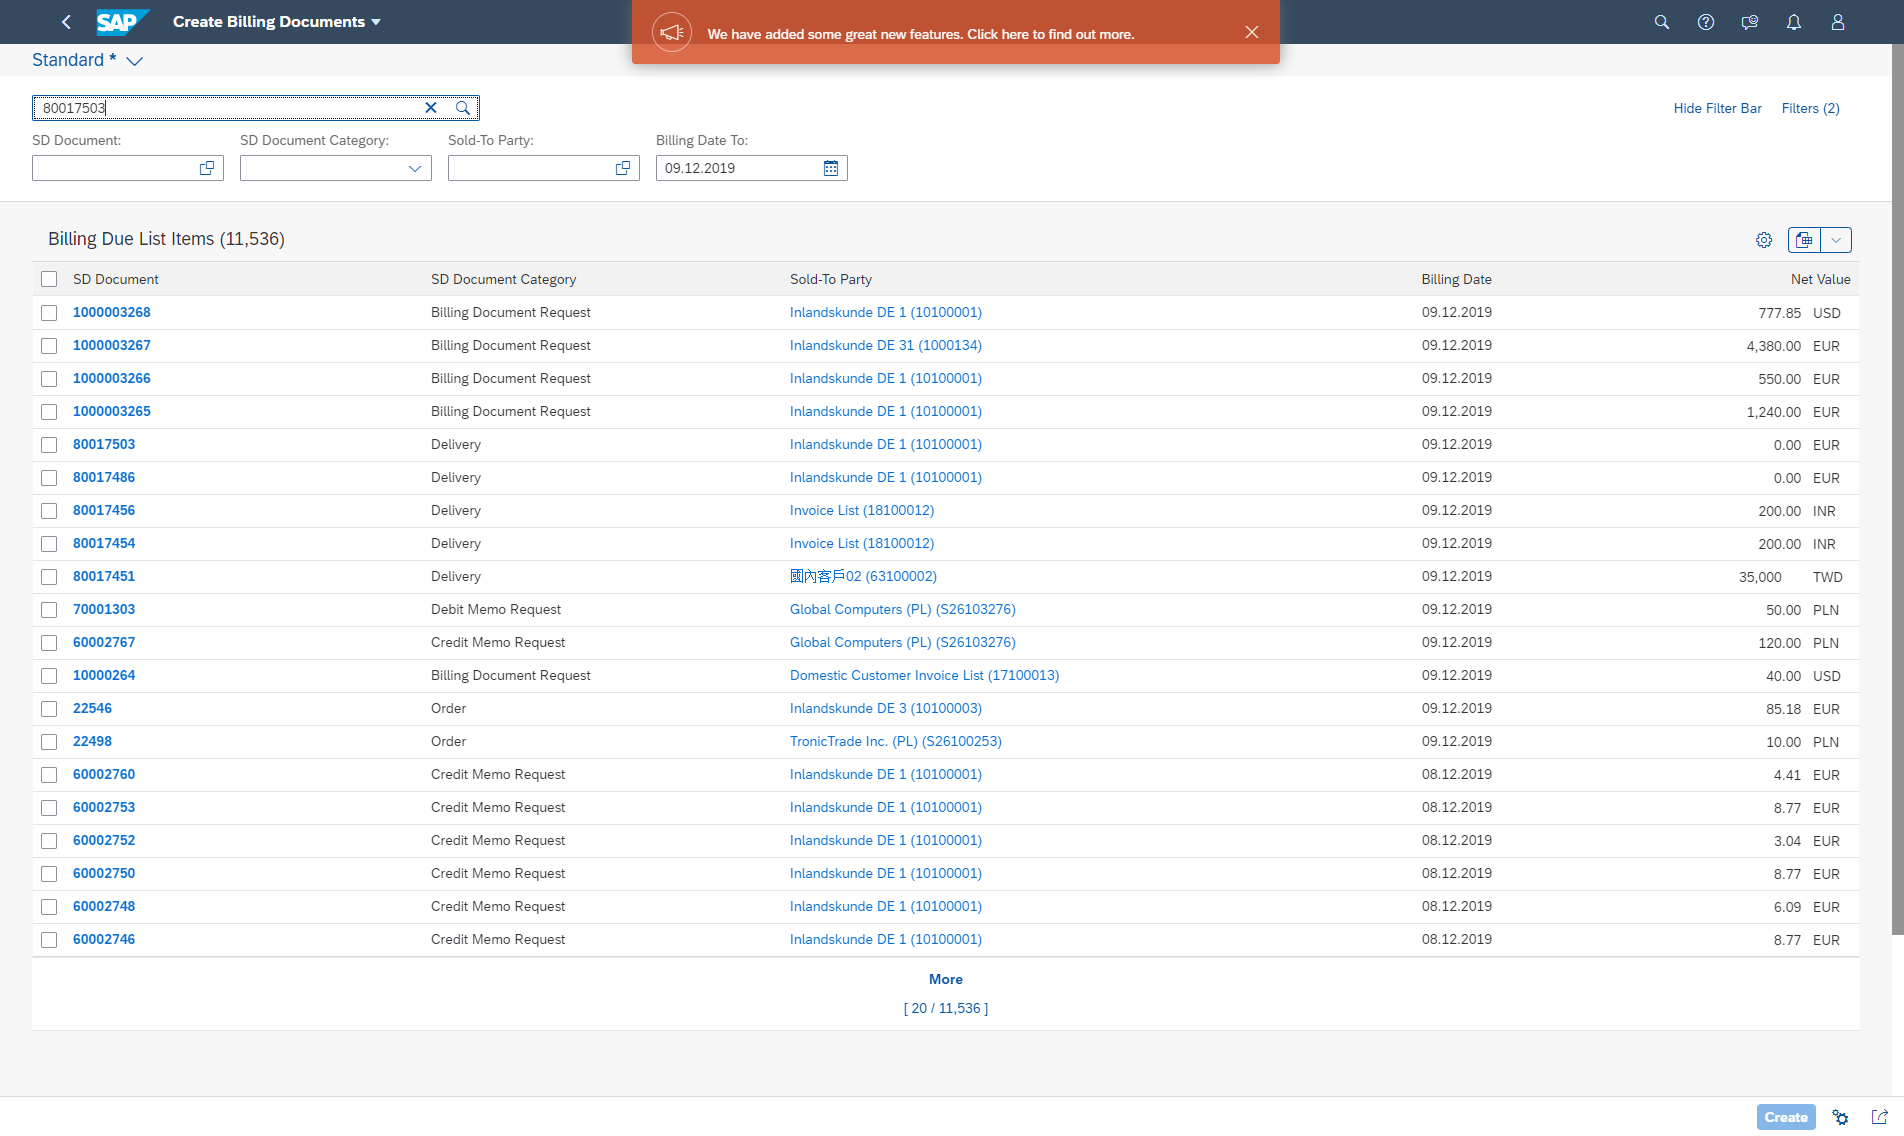 SAP Create Billing Documents
We have added some great new features. Click here to find out more.
Standard *
80017503
Hide Filter Bar Filters (2)
SD Document: SD Document Category: Sold-To Party: Billing Date To:
09.12.2019
Billing Due List Items (11,536)
SD Document SD Document Category Sold-To Party Billing Date Net Value
1000003268 Billing Document Request Inlandskunde DE 1 (10100001) 09.12.2019 777.85 USD
1000003267 Billing Document Request Inlandskunde DE 31 (1000134) 09.12.2019 4,380.00 EUR
1000003266 Billing Document Request Inlandskunde DE 1 (10100001) 09.12.2019 550.00 EUR
1000003265 Billing Document Request Inlandskunde DE 1 (10100001) 09.12.2019 1,240.00 EUR
80017503 Delivery Inlandskunde DE 1 (10100001) 09.12.2019 0.00 EUR
80017486 Delivery Inlandskunde DE 1 (10100001) 09.12.2019 0.00 EUR
80017456 Delivery Invoice List (18100012) 09.12.2019 200.00 INR
80017454 Delivery Invoice List (18100012) 09.12.2019 200.00 INR
80017451 Delivery 國內客戶02 (63100002) 09.12.2019 35,000 TWD
70001303 Debit Memo Request Global Computers (PL) (S26103276) 09.12.2019 50.00 PLN
60002767 Credit Memo Request Global Computers (PL) (S26103276) 09.12.2019 120.00 PLN
10000264 Billing Document Request Domestic Customer Invoice List (17100013) 09.12.2019 40.00 USD
22546 Order Inlandskunde DE 3 (10100003) 09.12.2019 85.18 EUR
22498 Order TronicTrade Inc. (PL) (S26100253) 09.12.2019 10.00 PLN
60002760 Credit Memo Request Inlandskunde DE 1 (10100001) 08.12.2019 4.41 EUR
60002753 Credit Memo Request Inlandskunde DE 1 (10100001) 08.12.2019 8.77 EUR
60002752 Credit Memo Request Inlandskunde DE 1 (10100001) 08.12.2019 3.04 EUR
60002750 Credit Memo Request Inlandskunde DE 1 (10100001) 08.12.2019 8.77 EUR
60002748 Credit Memo Request Inlandskunde DE 1 (10100001) 08.12.2019 6.09 EUR
60002746 Credit Memo Request Inlandskunde DE 1 (10100001) 08.12.2019 8.77 EUR
More
[ 20 / 11,536 ]
Create